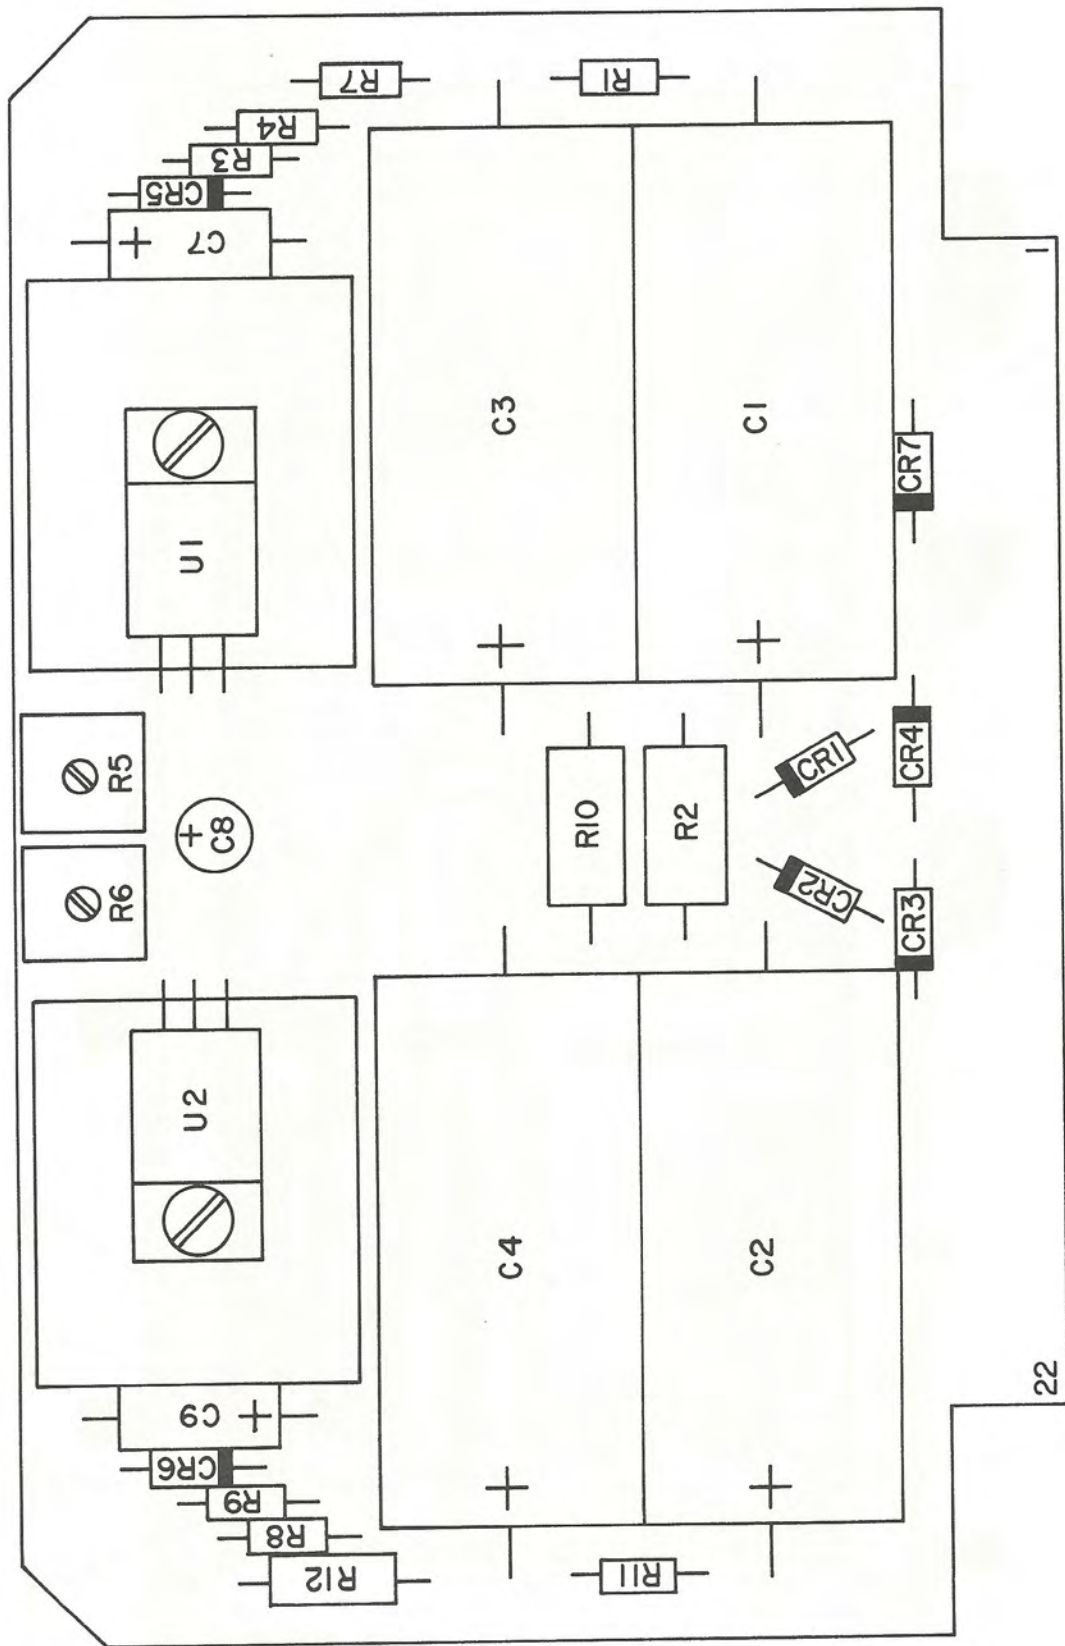 R7
R1
R4
R3
CR5
C7
+
1
C3
C1
CR7
U1
+
+
R5
CR1
CR4
R10
R2
+
C8
R6
CR2
CR3
U2
C4
C2
22
C9
+
CR6
+
+
R9
R8
R12
R11